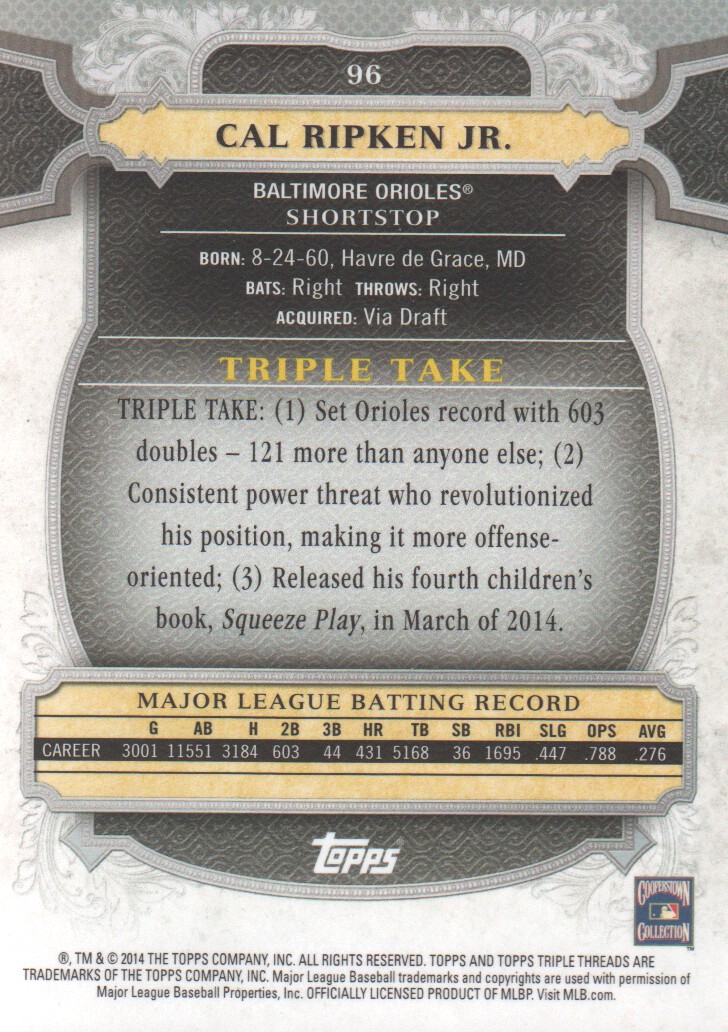 96
CAL RIPKEN JR.
BALTIMORE ORIOLES®
SHORTSTOP
BORN: 8-24-60, Havre de Grace, MD
BATS: Right THROWS: Right
ACQUIRED: Via Draft
TRIPLE TAKE
TRIPLE TAKE: (1) Set Orioles record with 603
doubles – 121 more than anyone else; (2)
Consistent power threat who revolutionized
his position, making it more offense-
oriented; (3) Released his fourth children's
book, Squeeze Play, in March of 2014.
MAJOR LEAGUE BATTING RECORD
G AB H 2B 3B HR TB SB RBI SLG OPS AVG
CAREER 3001 11551 3184 603 44 431 5168 36 1695 .447 .788 .276
topps
COOPERSTOWN
COLLECTION™
®, TM & © 2014 THE TOPPS COMPANY, INC. ALL RIGHTS RESERVED. TOPPS AND TOPPS TRIPLE THREADS ARE
TRADEMARKS OF THE TOPPS COMPANY, INC. Major League Baseball trademarks and copyrights are used with permission of
Major League Baseball Properties, Inc. OFFICIALLY LICENSED PRODUCT OF MLBP. Visit MLB.com.